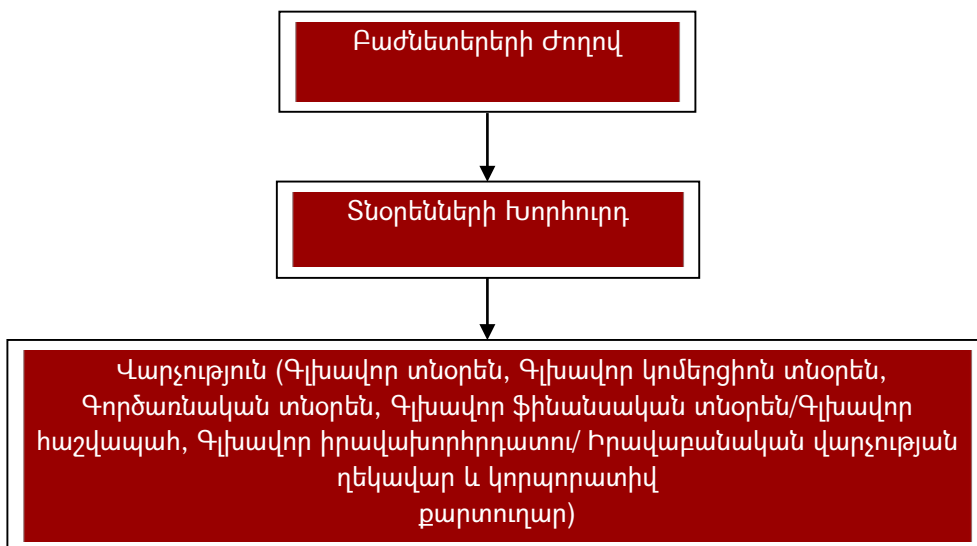 Բաժնետերերի Ժողով
Տնօրենների Խորհուրդ
Վարչություն (Գլխավոր տնօրեն, Գլխավոր կոմերցիոն տնօրեն,
Գործառնական տնօրեն, Գլխավոր ֆինանսական տնօրեն/Գլխավոր
հաշվապահ, Գլխավոր իրավախորհրդատու/ Իրավաբանական վարչության
ղեկավար և կորպորատիվ
քարտուղար)